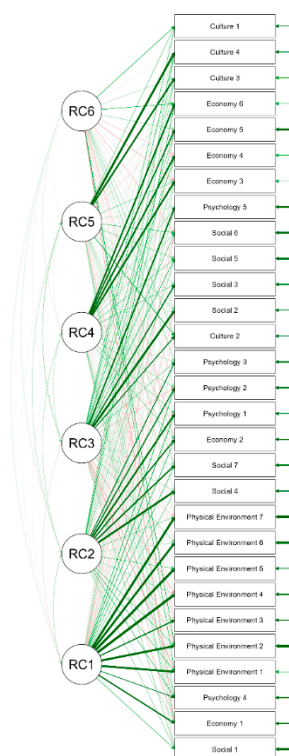 Culture 1
Culture 4
Culture 3
RC6
Economy 6
Economy 5
Economy 4
Economy 3
RC5
Psychology 5
Social 6
Social 5
Social 3
Social 2
RC4
Culture 2
Psychology 3
Psychology 2
Psychology 1
RC3
Economy 2
Social 7
Social 4
Physical Environment 7
Physical Environment 6
RC2
Physical Environment 5
Physical Environment 4
Physical Environment 3
Physical Environment 2
RC1
Physical Environment 1
Psychology 4
Economy 1
Social 1